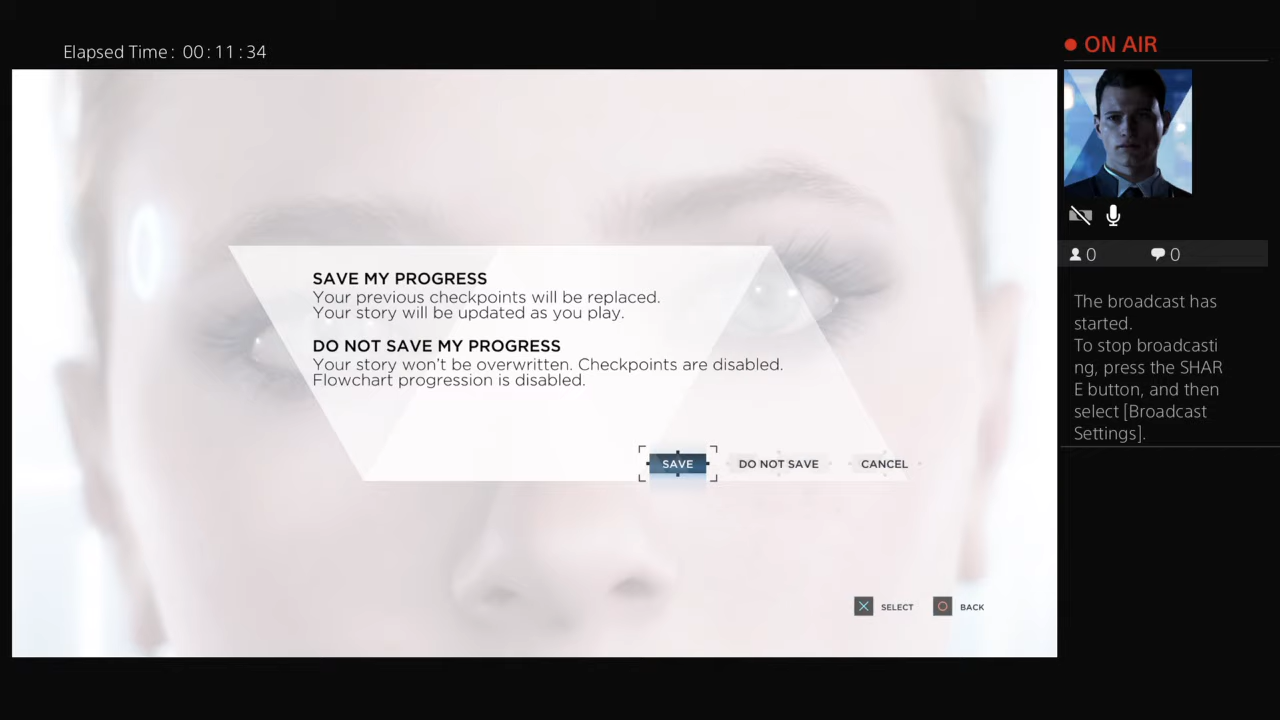 Elapsed Time: 00:11:34
ON AIR
0 0
SAVE MY PROGRESS
Your previous checkpoints will be replaced.
Your story will be updated as you play.
DO NOT SAVE MY PROGRESS
Your story won't be overwritten. Checkpoints are disabled.
Flowchart progression is disabled.
SAVE DO NOT SAVE CANCEL
SELECT BACK
The broadcast has
started.
To stop broadcasti
ng, press the SHAR
E button, and then
select [Broadcast
Settings].